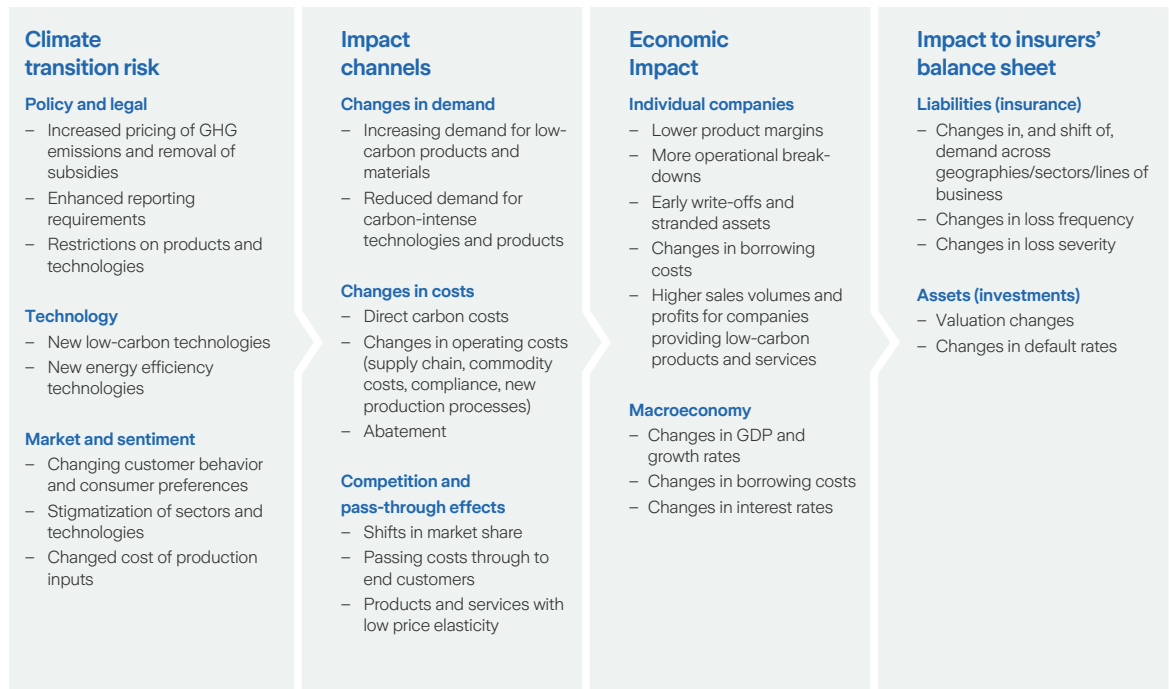 Climate
transition risk
Policy and legal
– Increased pricing of GHG
emissions and removal of
subsidies
– Enhanced reporting
requirements
– Restrictions on products and
technologies
Technology
– New low-carbon technologies
– New energy efficiency
technologies
Market and sentiment
– Changing customer behavior
and consumer preferences
– Stigmatization of sectors and
technologies
– Changed cost of production
inputs
Impact
channels
Changes in demand
– Increasing demand for low-
carbon products and
materials
– Reduced demand for
carbon-intense
technologies and products
Changes in costs
– Direct carbon costs
– Changes in operating costs
(supply chain, commodity
costs, compliance, new
production processes)
– Abatement
Competition and
pass-through effects
– Shifts in market share
– Passing costs through to
end customers
– Products and services with
low price elasticity
Economic
Impact
Individual companies
– Lower product margins
– More operational break-
downs
– Early write-offs and
stranded assets
– Changes in borrowing
costs
– Higher sales volumes and
profits for companies
providing low-carbon
products and services
Macroeconomy
– Changes in GDP and
growth rates
– Changes in borrowing costs
– Changes in interest rates
Impact to insurers’
balance sheet
Liabilities (insurance)
– Changes in, and shift of,
demand across
geographies/sectors/lines of
business
– Changes in loss frequency
– Changes in loss severity
Assets (investments)
– Valuation changes
– Changes in default rates